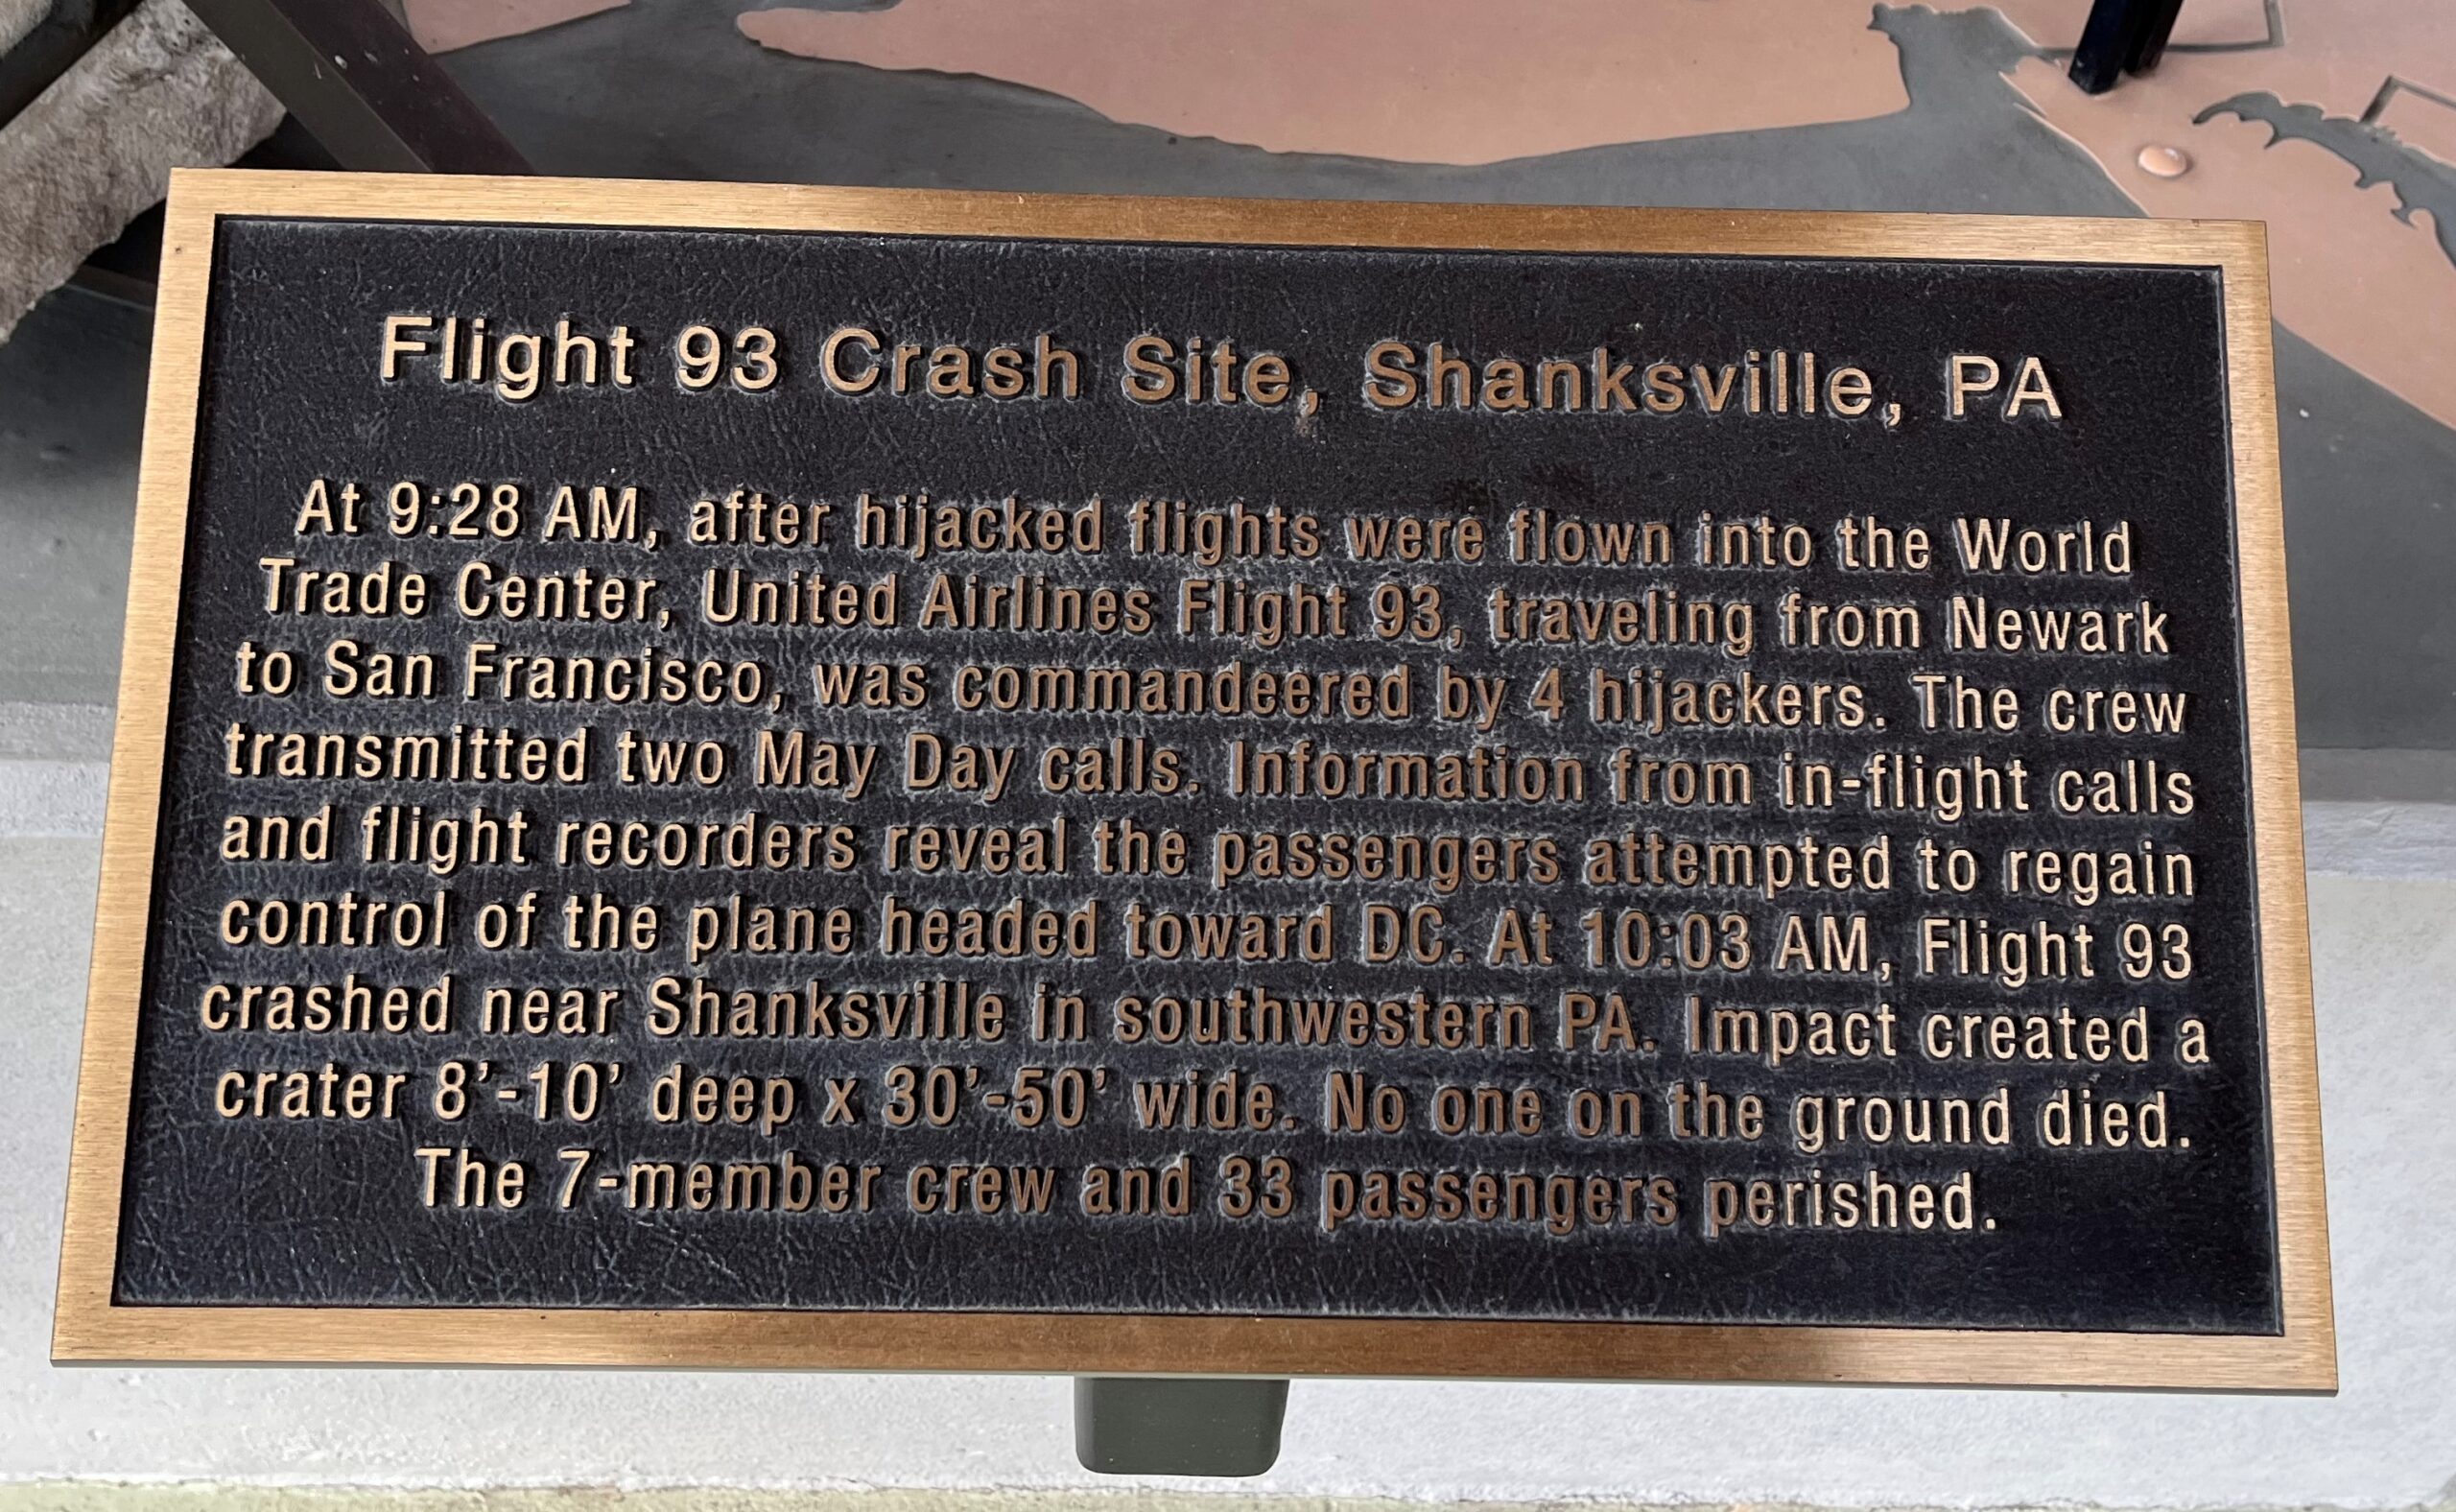 Flight 93 Crash Site, Shanksville, PA
At 9:28 AM, after hijacked flights were flown into the World
Trade Center, United Airlines Flight 93, traveling from Newark
to San Francisco, was commandeered by 4 hijackers. The crew
transmitted two May Day calls. Information from in-flight calls
and flight recorders reveal the passengers attempted to regain
control of the plane headed toward DC. At 10:03 AM, Flight 93
crashed near Shanksville in southwestern PA. Impact created a
crater 8’-10’ deep x 30’-50’ wide. No one on the ground died.
The 7-member crew and 33 passengers perished.